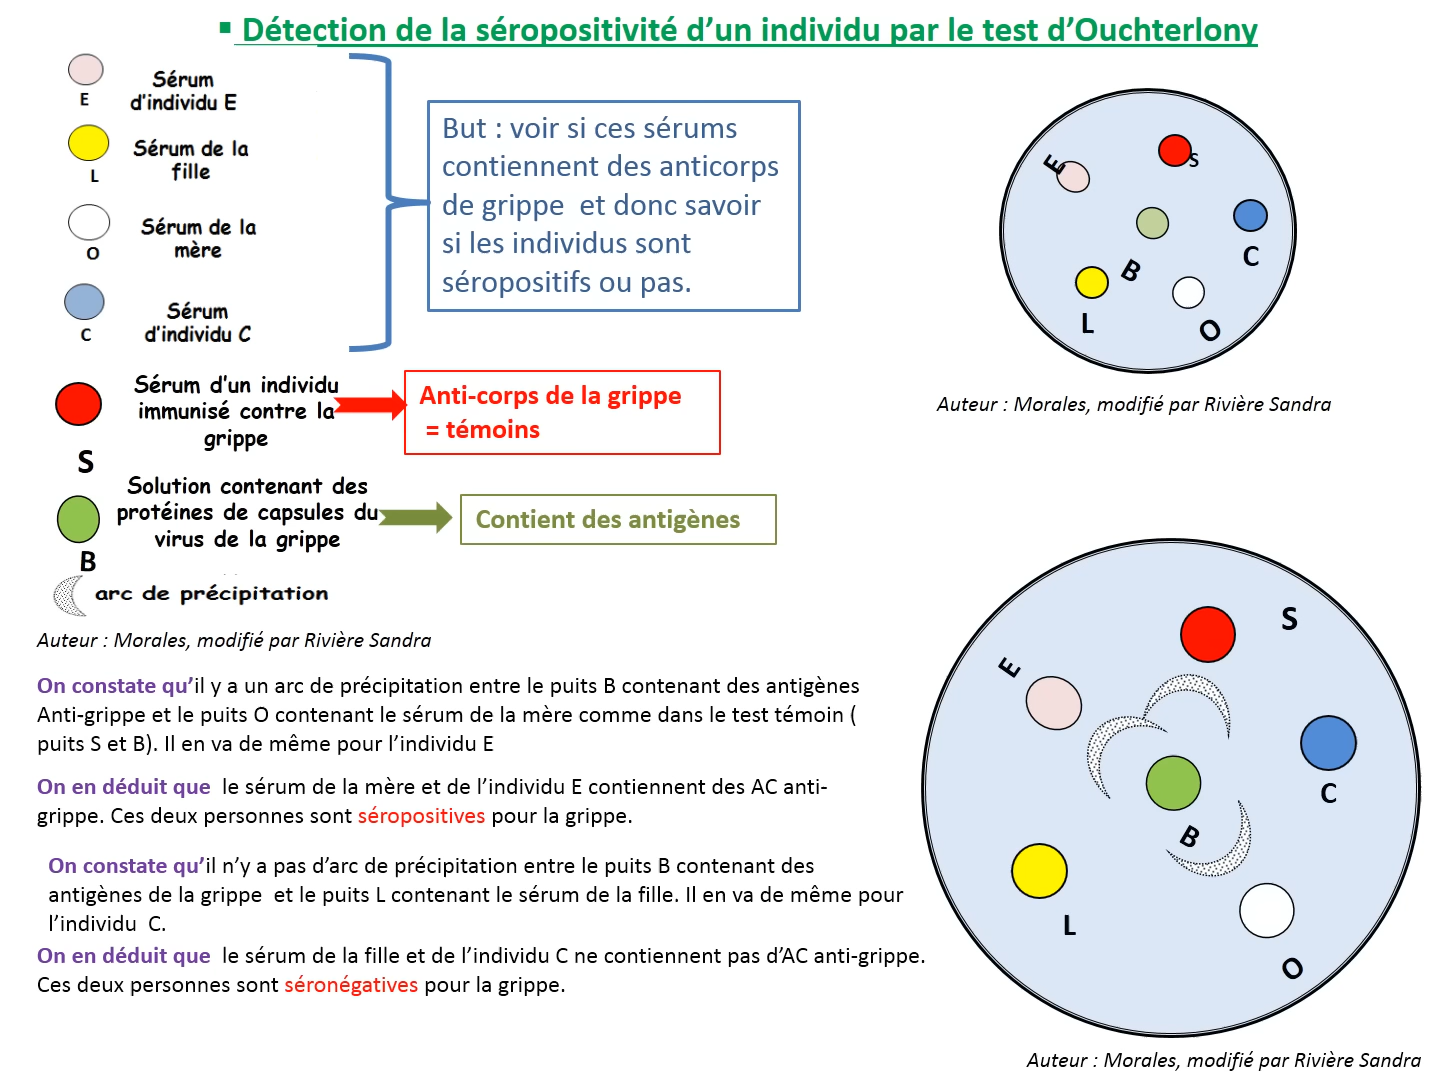 ▪ Détection de la séropositivité d'un individu par le test d'Ouchterlony
E
Sérum
d'individu E
L
Sérum de la
fille
O
Sérum de la
mère
C
Sérum
d'individu C
But : voir si ces sérums
contiennent des anticorps
de grippe et donc savoir
si les individus sont
séropositifs ou pas.
S
Sérum d'un individu
immunisé contre la
grippe
Anti-corps de la grippe
= témoins
B
Solution contenant des
protéines de capsules du
virus de la grippe
Contient des antigènes
arc de précipitation
Auteur : Morales, modifié par Rivière Sandra
E
S
C
B
L
O
Auteur : Morales, modifié par Rivière Sandra
On constate qu'il y a un arc de précipitation entre le puits B contenant des antigènes
Anti-grippe et le puits O contenant le sérum de la mère comme dans le test témoin (
puits S et B). Il en va de même pour l'individu E
On en déduit que le sérum de la mère et de l'individu E contiennent des AC anti-
grippe. Ces deux personnes sont séropositives pour la grippe.
On constate qu'il n'y a pas d'arc de précipitation entre le puits B contenant des
antigènes de la grippe et le puits L contenant le sérum de la fille. Il en va de même pour
l'individu C.
On en déduit que le sérum de la fille et de l'individu C ne contiennent pas d'AC anti-grippe.
Ces deux personnes sont séronégatives pour la grippe.
S
E
C
B
L
O
Auteur : Morales, modifié par Rivière Sandra